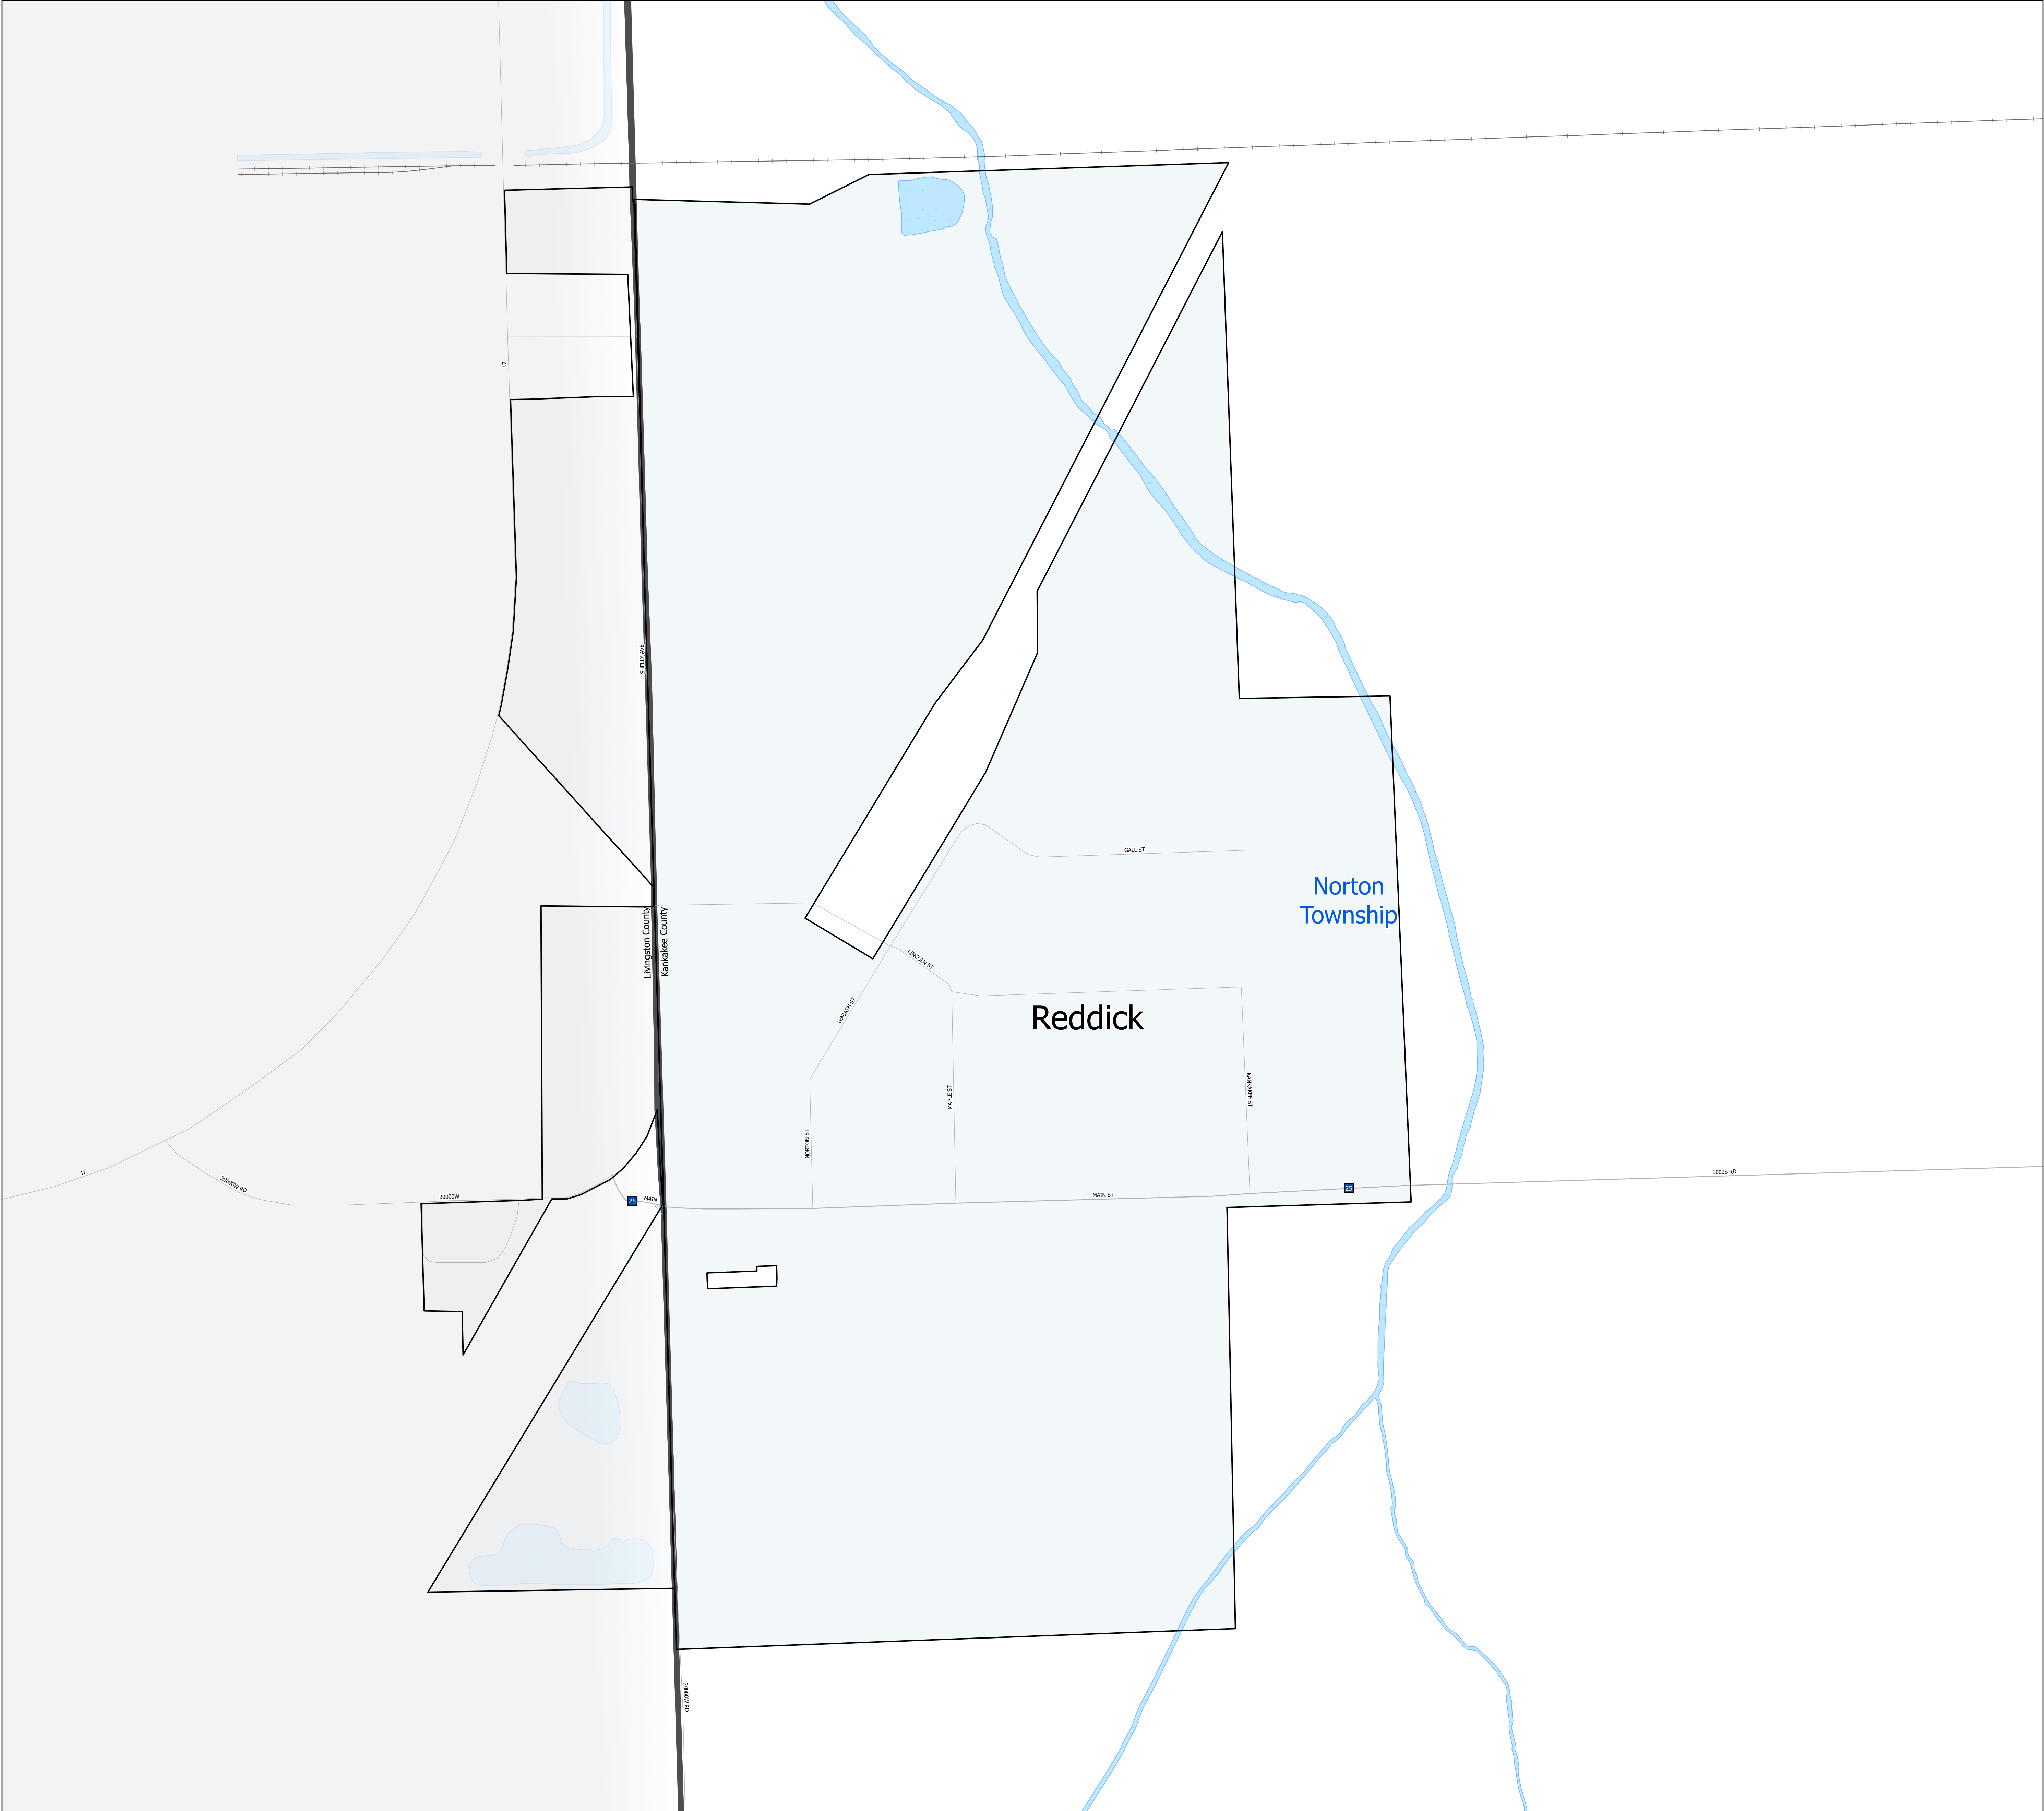 17
SHELLY AVE
GALL ST
Norton
Township
Livingston County
Kankakee County
LINCOLN ST
WABASH ST
Reddick
MAPLE ST
KANKAKEE ST
NORTON ST
17
20000W RD
20000W
25
MAIN
MAIN ST
25
1000S RD
20000W RD